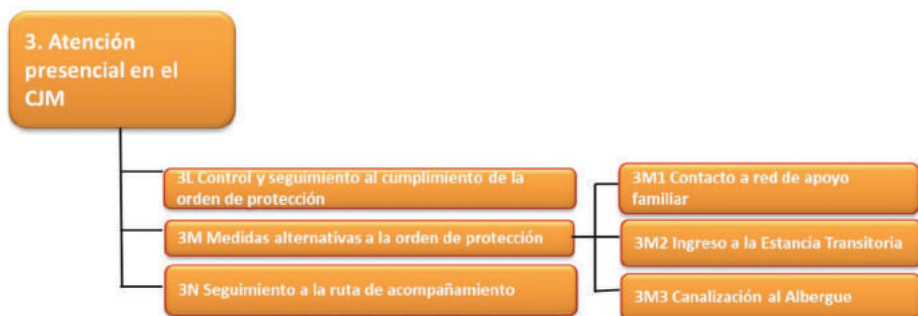 3. Atención
presencial en el
CJM
3L Control y seguimiento al cumplimiento de la
orden de protección
3M Medidas alternativas a la orden de protección
3N Seguimiento a la ruta de acompañamiento
3M1 Contacto a red de apoyo
familiar
3M2 Ingreso a la Estancia Transitoria
3M3 Canalización al Albergue